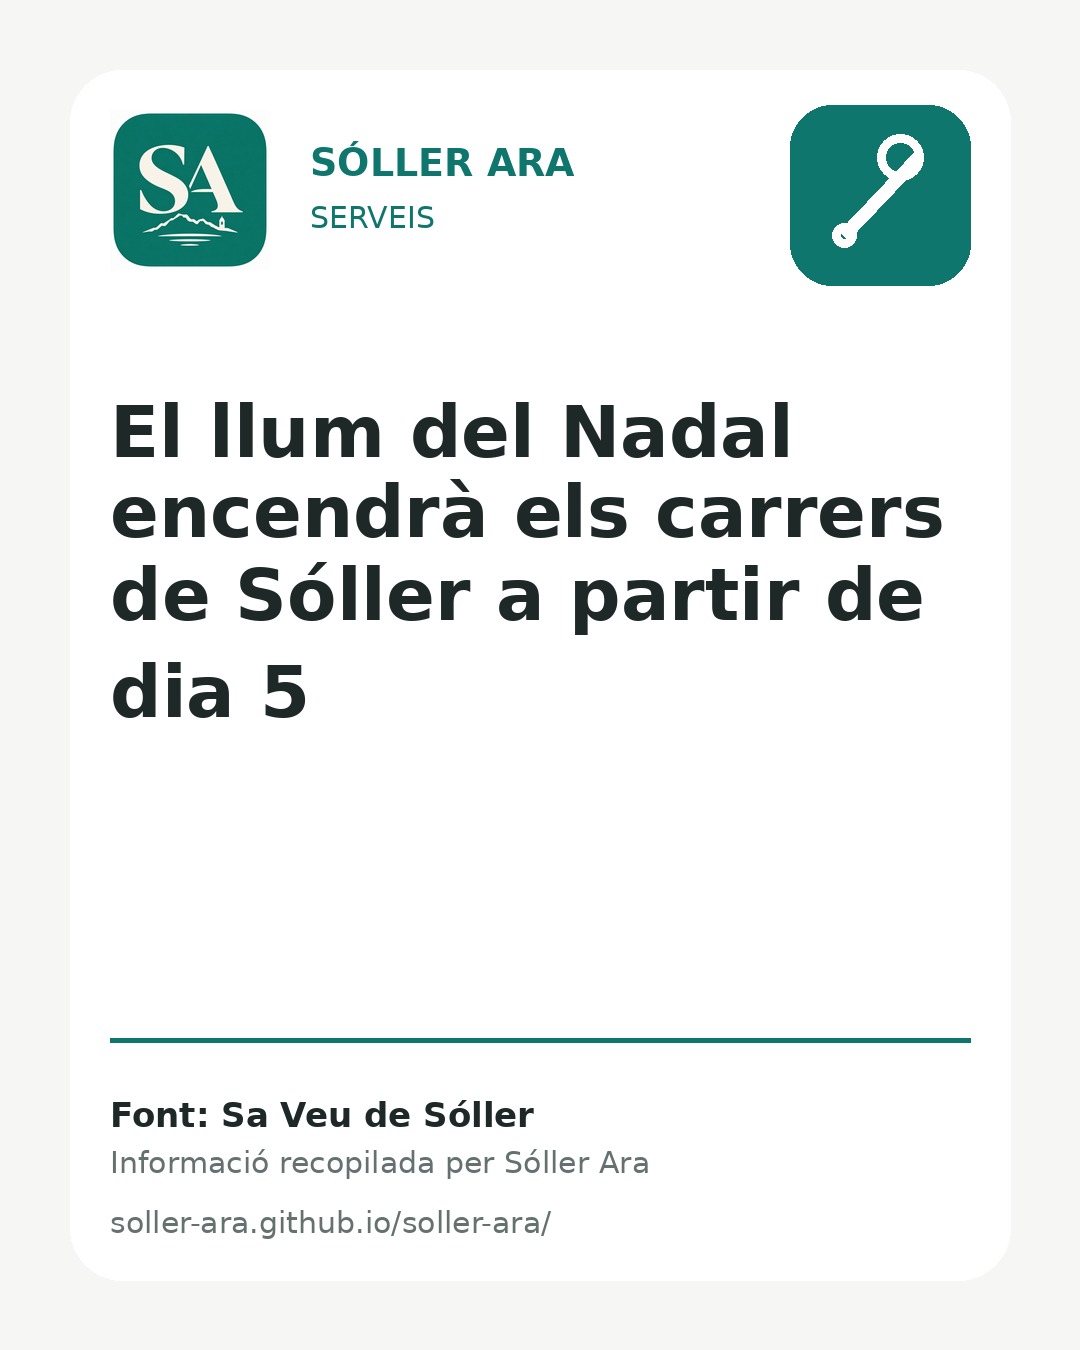 SA
SÓLLER ARA
SERVEIS
El llum del Nadal
encendrà els carrers
de Sóller a partir de
dia 5
Font: Sa Veu de Sóller
Informació recopilada per Sóller Ara
soller-ara.github.io/soller-ara/